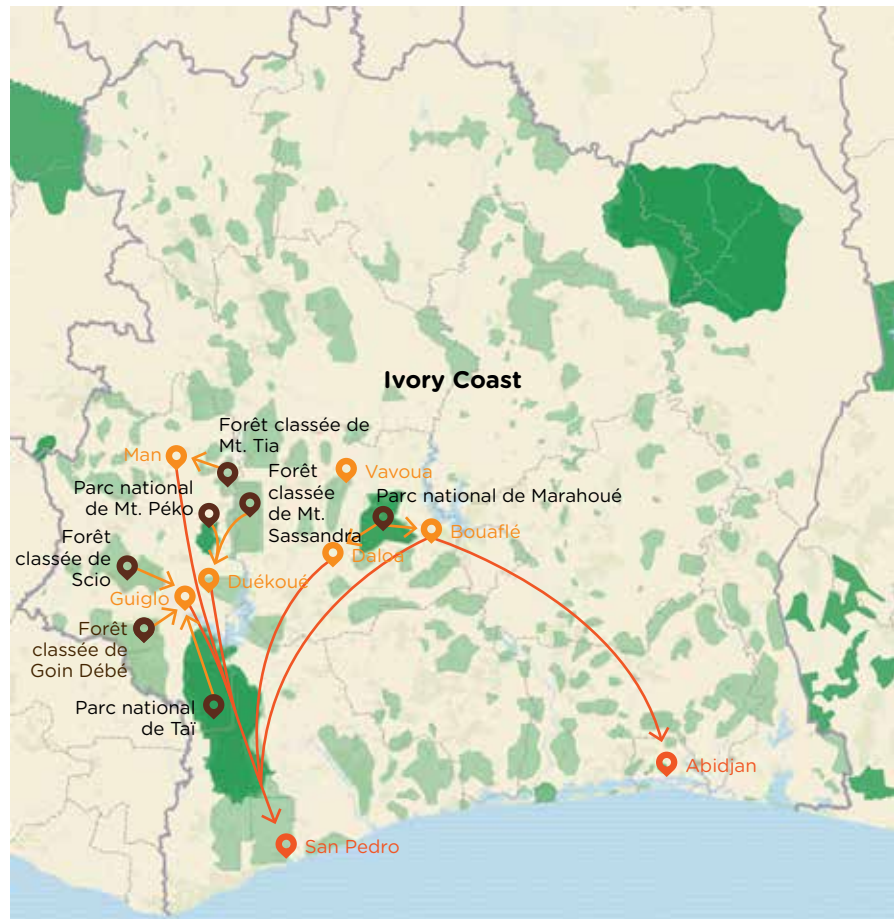 Ivory Coast
Forêt classée de
Mt. Tia
Man
Forêt
classée
de Mt.
Sassandra
Vavoua
Parc national
de Mt. Péko
Parc national de Marahoué
Bouaflé
Daloa
Forêt
classée de
Scio
Duékoué
Guiglo
Forêt
classée de
Goin Débé
Parc national
de Taï
Abidjan
San Pedro